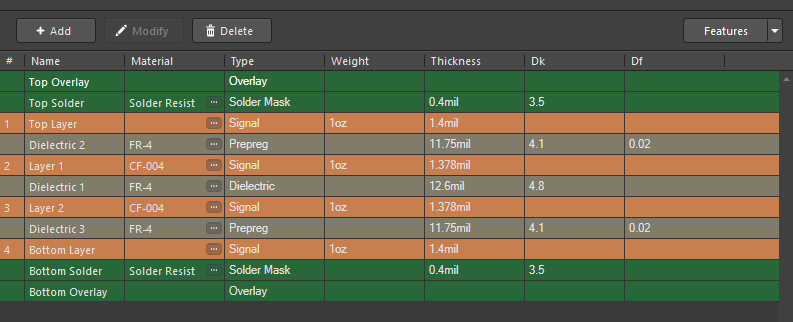 + Add Modify Delete Features
# Name Material Type Weight Thickness Dk Df
Top Overlay Overlay
Top Solder Solder Resist ... Solder Mask 0.4mil 3.5
1 Top Layer ... Signal 1oz 1.4mil
Dielectric 2 FR-4 ... Prepreg 11.75mil 4.1 0.02
2 Layer 1 CF-004 ... Signal 1oz 1.378mil
Dielectric 1 FR-4 ... Dielectric 12.6mil 4.8
3 Layer 2 CF-004 ... Signal 1oz 1.378mil
Dielectric 3 FR-4 ... Prepreg 11.75mil 4.1 0.02
4 Bottom Layer ... Signal 1oz 1.4mil
Bottom Solder Solder Resist ... Solder Mask 0.4mil 3.5
Bottom Overlay Overlay